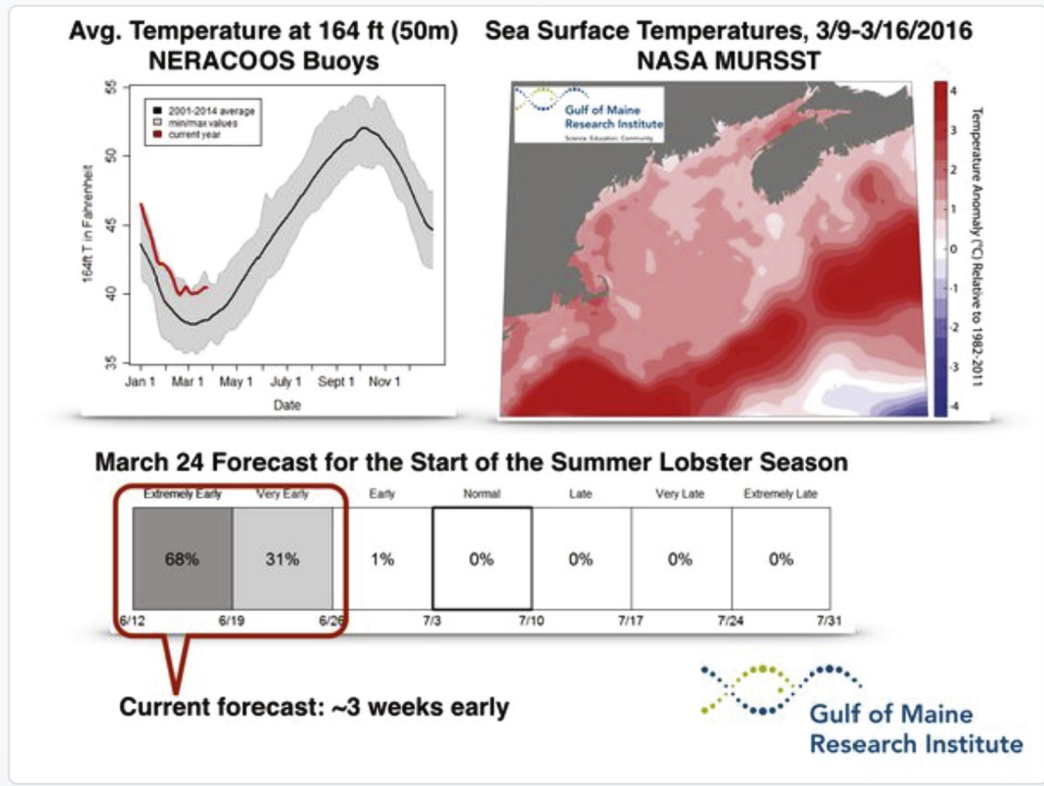 Avg. Temperature at 164 ft (50m)
NERACOOS Buoys
55
50
45
40
35
164ft T in Fahrenheit
2001-2014 average
min/max values
current year
Jan 1
Mar 1
May 1
July 1
Sept 1
Nov 1
Date
Sea Surface Temperatures, 3/9-3/16/2016
NASA MURSST
Gulf of Maine
Research Institute
Science. Education. Community.
4
3
2
1
0
-1
-2
-3
-4
Temperature Anomaly (°C) Relative to 1982-2011
March 24 Forecast for the Start of the Summer Lobster Season
Extremely Early
Very Early
Early
Normal
Late
Very Late
Extremely Late
68%
31%
1%
0%
0%
0%
0%
6/12
6/19
6/26
7/3
7/10
7/17
7/24
7/31
Current forecast: ~3 weeks early
Gulf of Maine
Research Institute